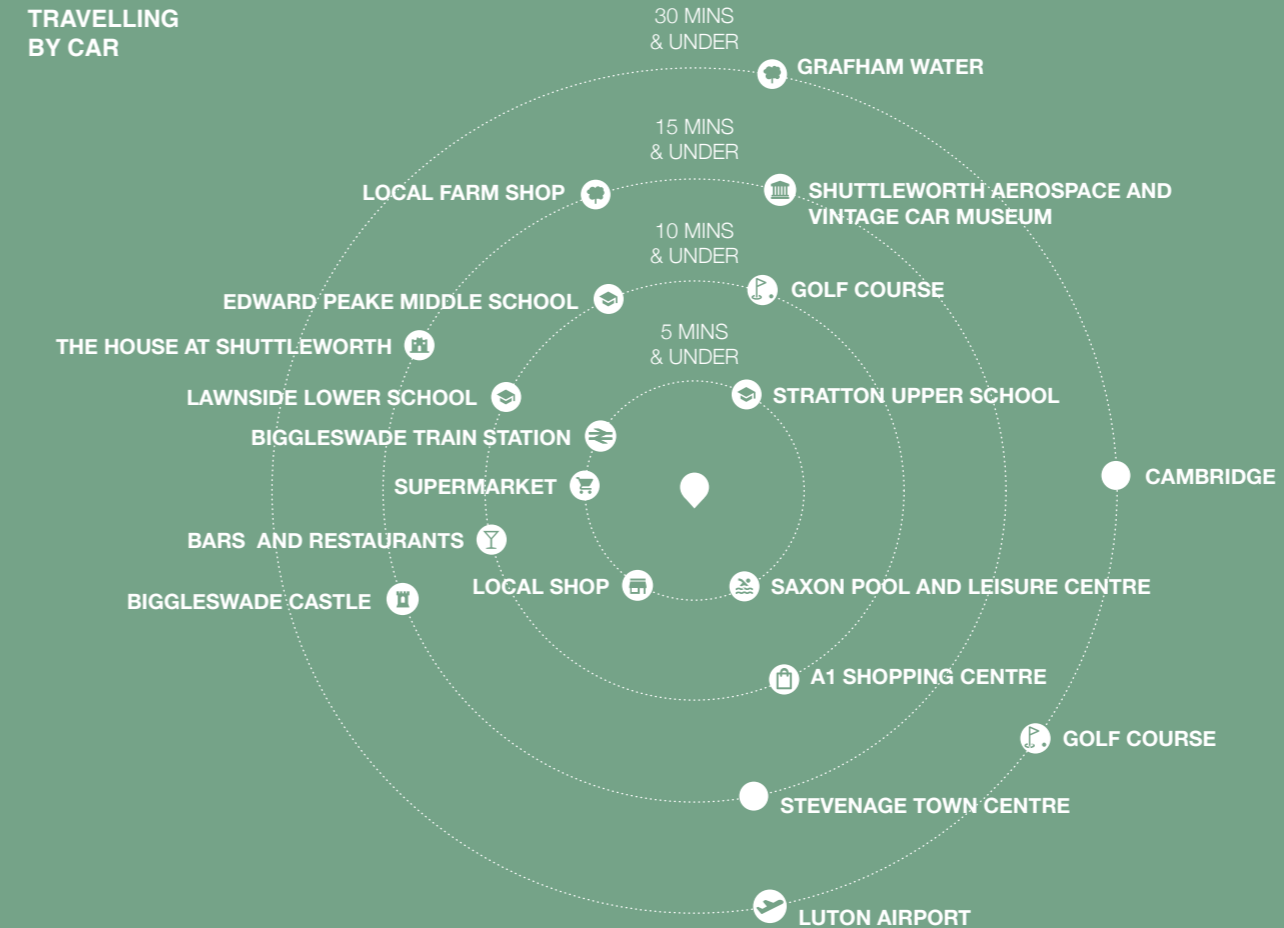 TRAVELLING
BY CAR
30 MINS
& UNDER
GRAFHAM WATER
15 MINS
& UNDER
LOCAL FARM SHOP
SHUTTLEWORTH AEROSPACE AND
VINTAGE CAR MUSEUM
10 MINS
& UNDER
EDWARD PEAKE MIDDLE SCHOOL
GOLF COURSE
THE HOUSE AT SHUTTLEWORTH
5 MINS
& UNDER
LAWNSIDE LOWER SCHOOL
STRATTON UPPER SCHOOL
BIGGLESWADE TRAIN STATION
CAMBRIDGE
SUPERMARKET
BARS AND RESTAURANTS
LOCAL SHOP
SAXON POOL AND LEISURE CENTRE
BIGGLESWADE CASTLE
A1 SHOPPING CENTRE
GOLF COURSE
STEVENAGE TOWN CENTRE
LUTON AIRPORT